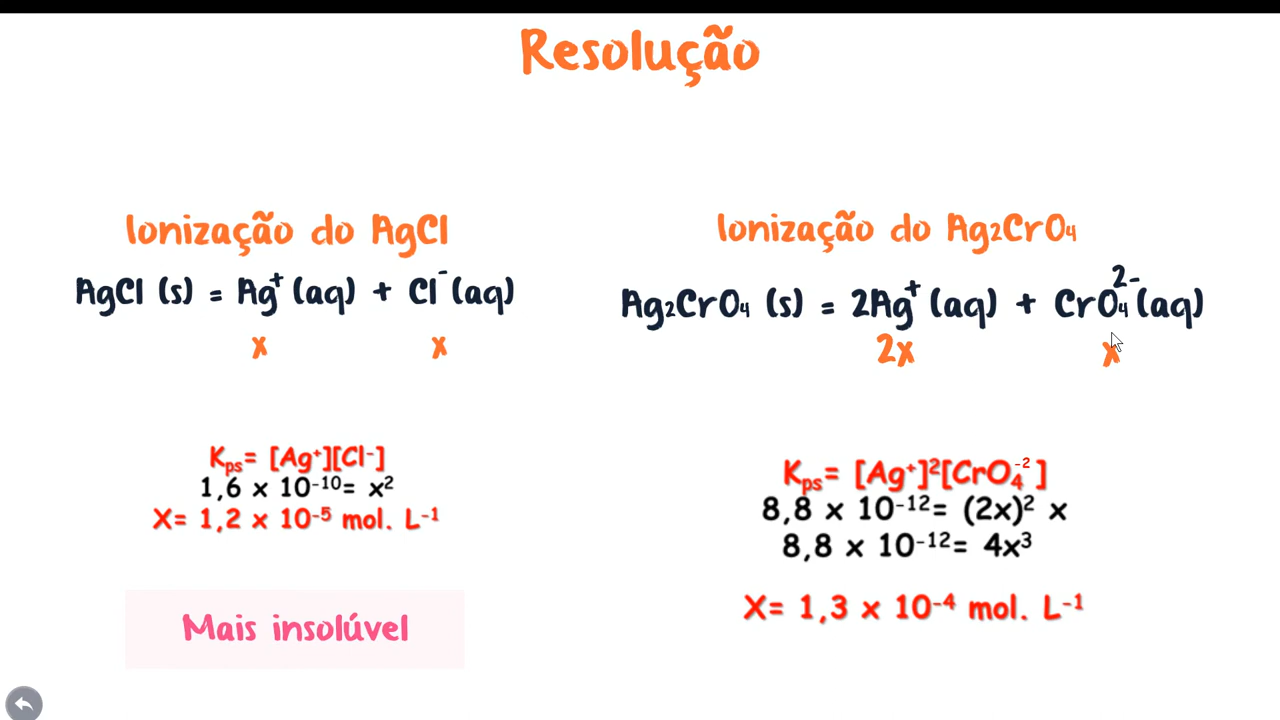 Resolução
Ionização do AgCl
AgCl (s) = Ag⁺ (aq) + Cl⁻ (aq)
x x
Kps= [Ag⁺][Cl⁻]
1,6 x 10⁻¹⁰= x²
X= 1,2 x 10⁻⁵ mol. L⁻¹
Mais insolúvel
Ionização do Ag₂CrO₄
Ag₂CrO₄ (s) = 2Ag⁺ (aq) + CrO₄²⁻ (aq)
2x x
Kps= [Ag⁺]²[CrO₄⁻²]
8,8 x 10⁻¹²= (2x)² x
8,8 x 10⁻¹²= 4x³
X= 1,3 x 10⁻⁴ mol. L⁻¹